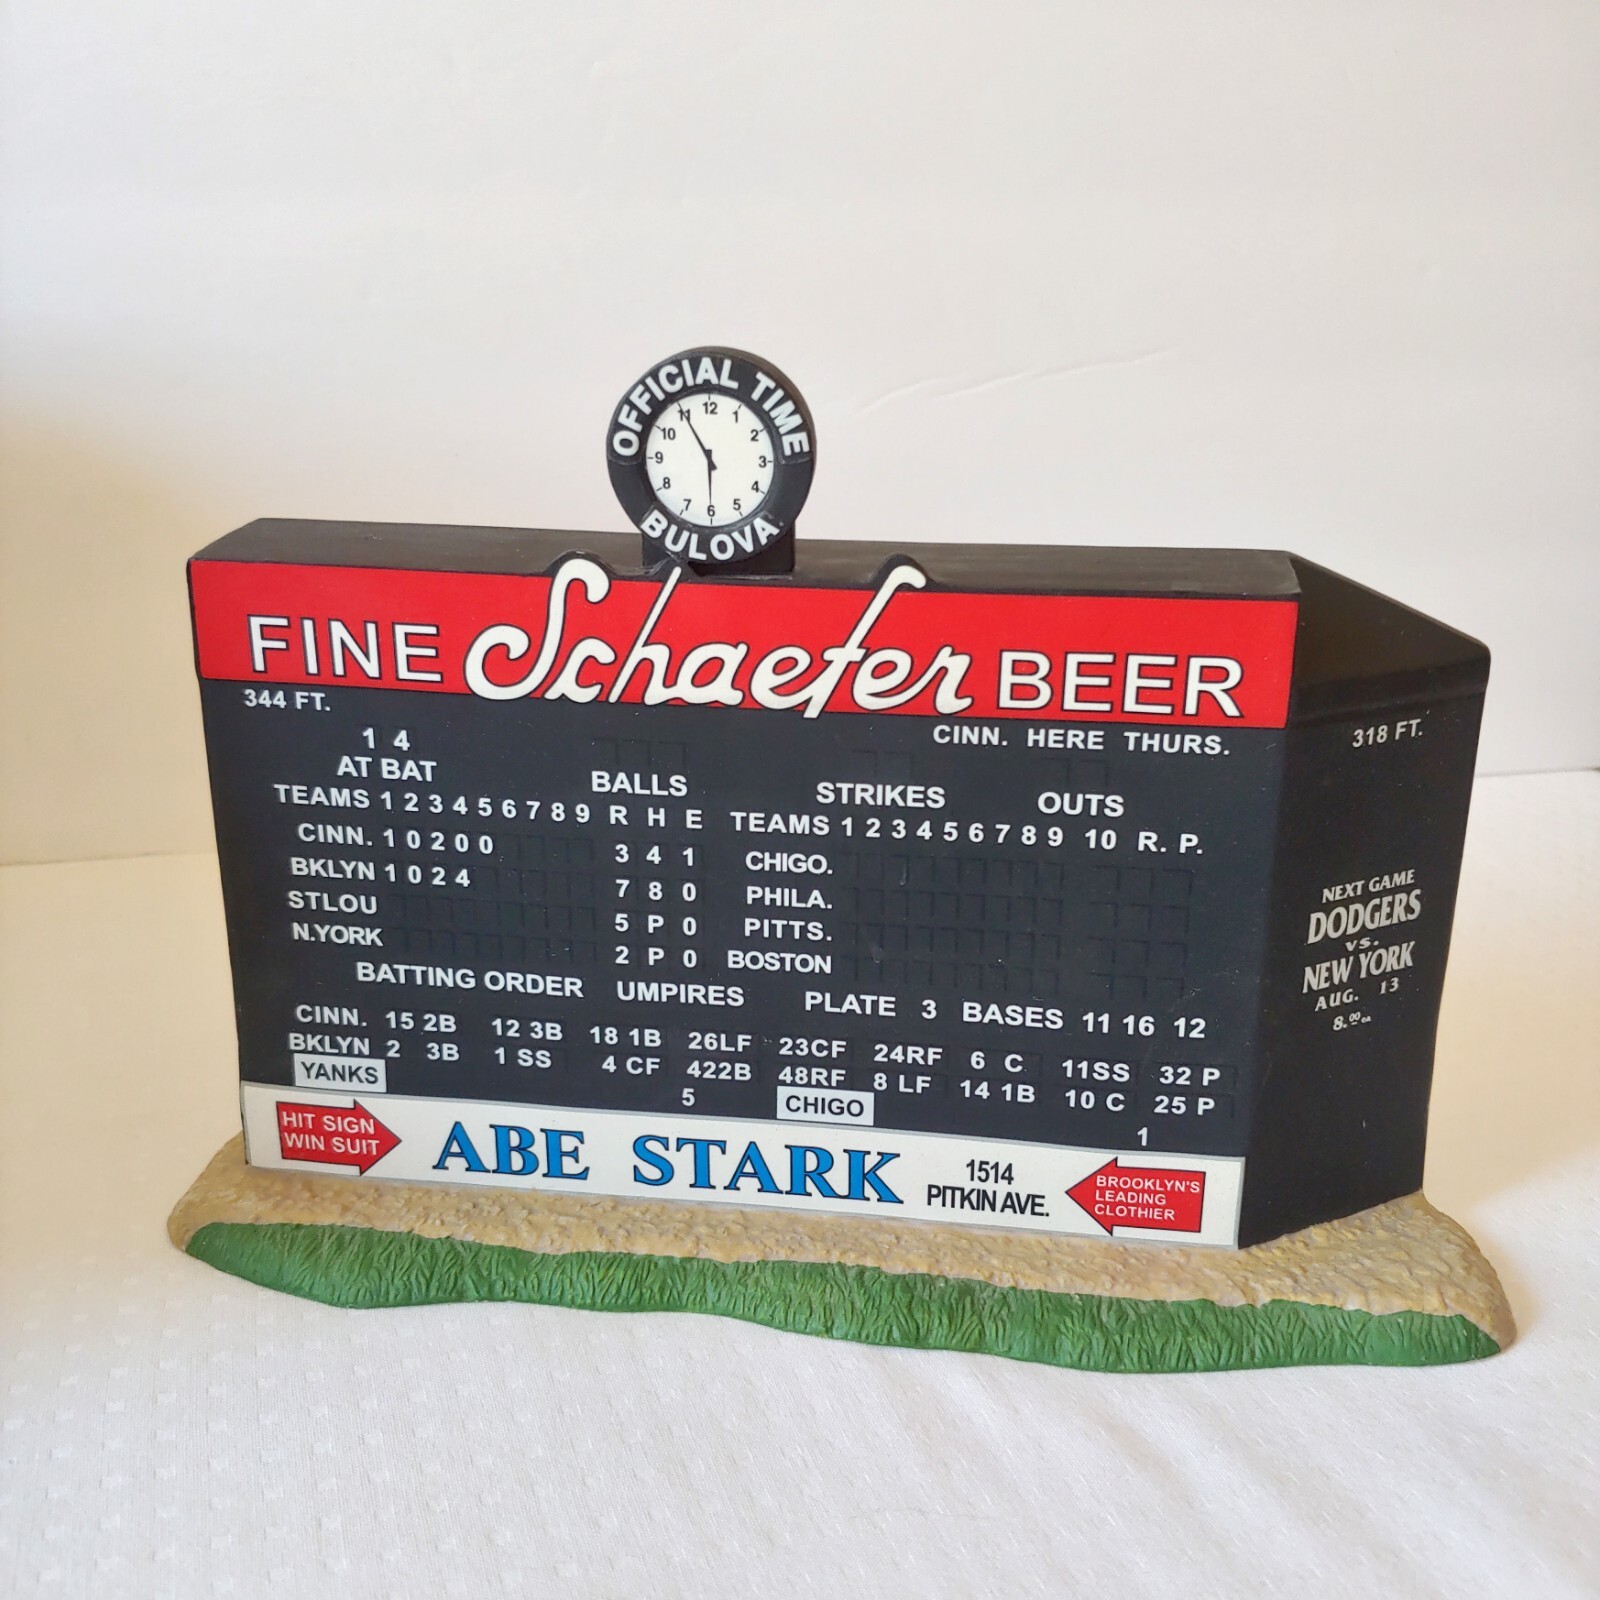 OFFICIAL TIME
12 1 2 3 4 5 6 7 8 9 10 11
BULOVA
FINE Schaefer BEER
344 FT.
CINN. HERE THURS.
1 4
AT BAT BALLS STRIKES OUTS
TEAMS 1 2 3 4 5 6 7 8 9 R H E TEAMS 1 2 3 4 5 6 7 8 9 10 R. P.
CINN. 1 0 2 0 0 3 4 1 CHIGO.
BKLYN 1 0 2 4 7 8 0 PHILA.
STLOU 5 P 0 PITTS.
N.YORK 2 P 0 BOSTON
BATTING ORDER UMPIRES PLATE 3 BASES 11 16 12
CINN. 15 2B 12 3B 18 1B 26LF 23CF 24RF 6 C 11SS 32 P
BKLYN 2 3B 1 SS 4 CF 422B 48RF 8 LF 14 1B 10 C 25 P
YANKS 5 CHIGO 1
HIT SIGN
WIN SUIT
ABE STARK
1514
PITKIN AVE.
BROOKLYN'S
LEADING
CLOTHIER
318 FT.
NEXT GAME
DODGERS
VS.
NEW YORK
AUG. 13
8.00